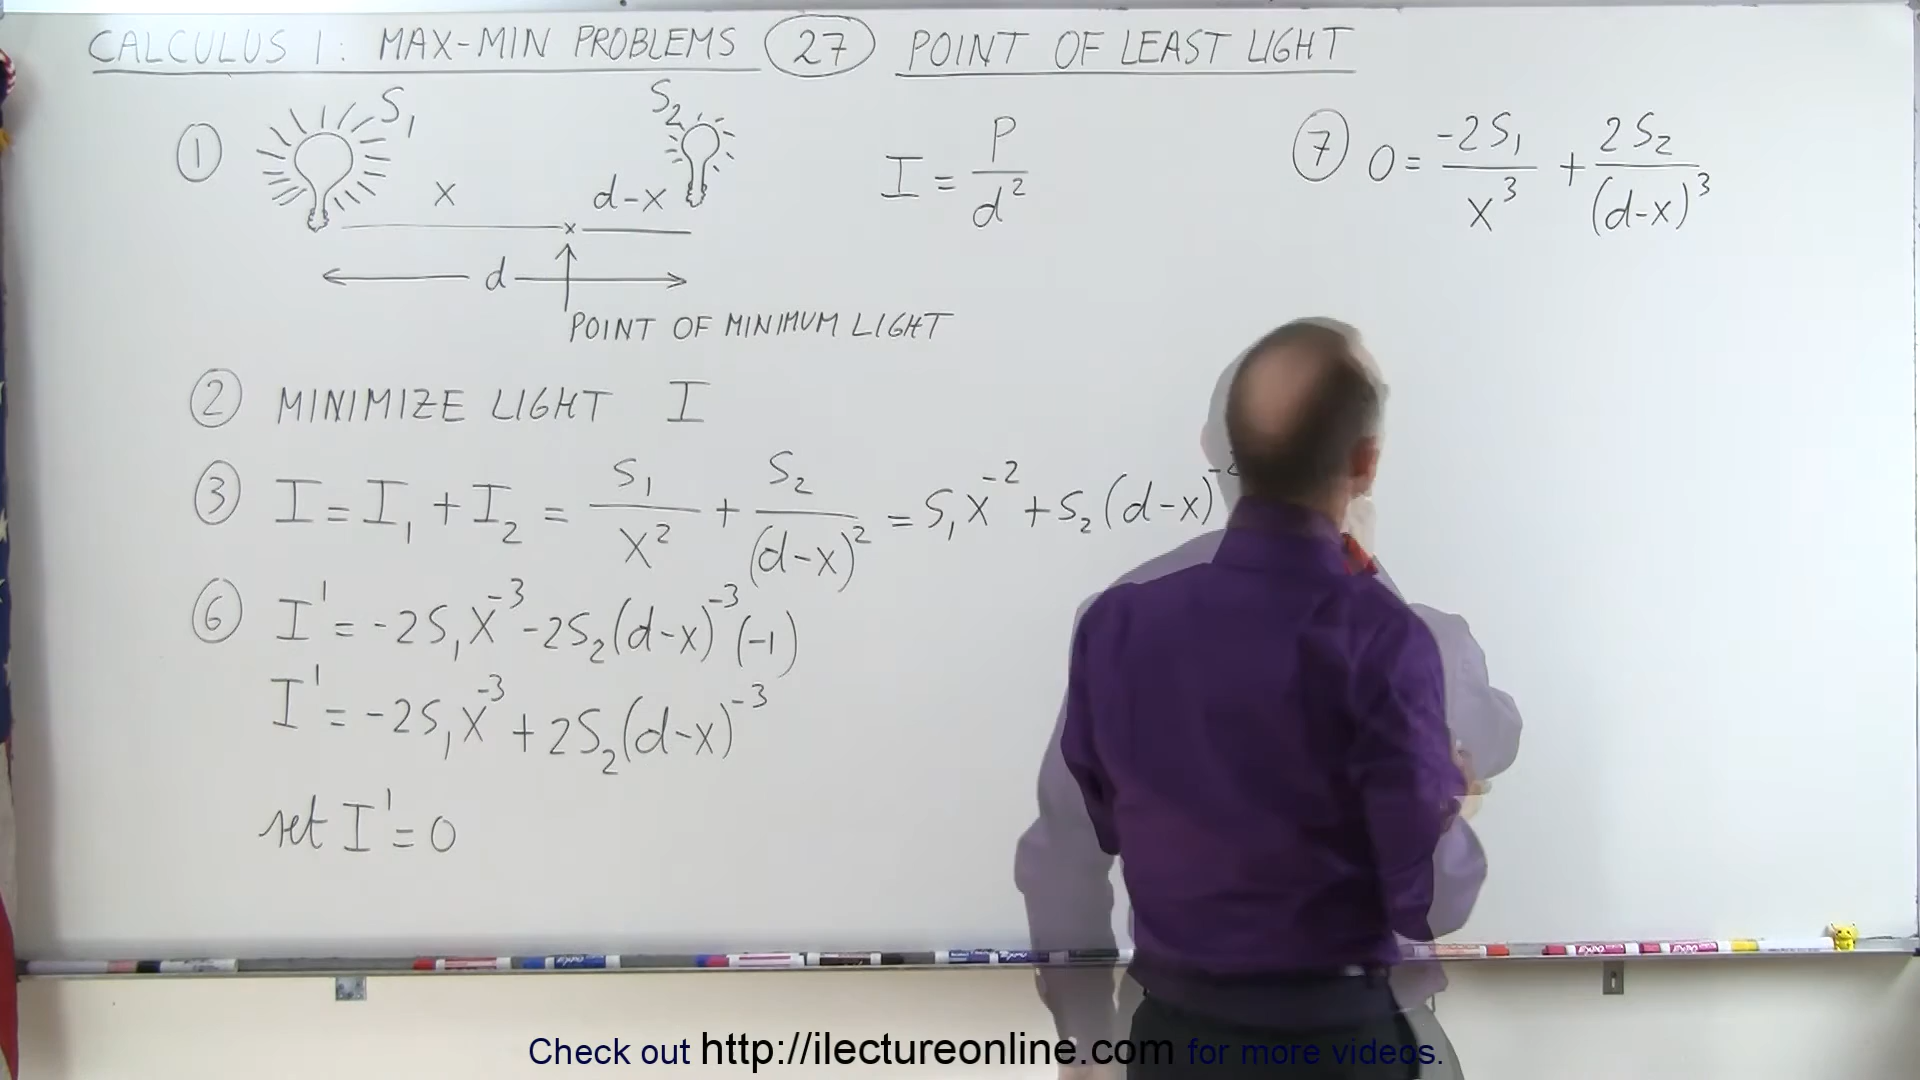 CALCULUS 1: MAX-MIN PROBLEMS 27 POINT OF LEAST LIGHT
① S₁ S₂
x d-x
d
POINT OF MINIMUM LIGHT
I = P/d²
② MINIMIZE LIGHT I
③ I = I₁ + I₂ = S₁/x² + S₂/(d-x)² = S₁x⁻² + S₂(d-x)
⑥ I' = -2S₁x⁻³ - 2S₂(d-x)⁻³(-1)
I' = -2S₁x⁻³ + 2S₂(d-x)⁻³
set I' = 0
⑦ 0 = -2S₁/x³ + 2S₂/(d-x)³
Check out http://ilectureonline.com for more videos.